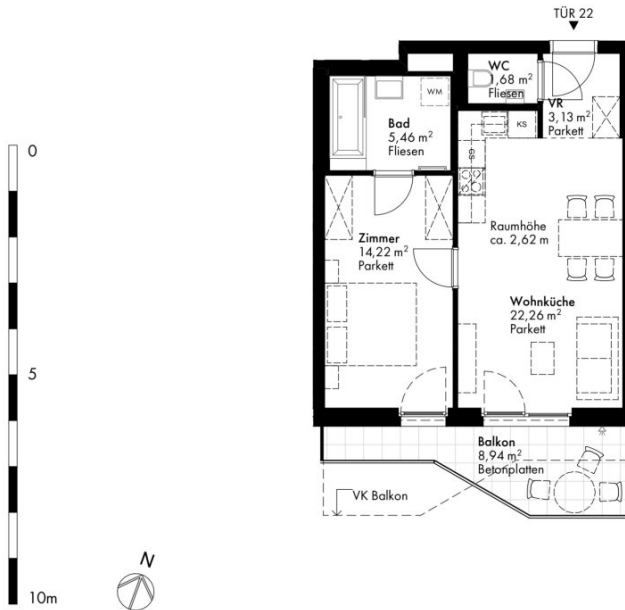 TÜR 22
WC
1,68 m²
Fliesen
VR
3,13 m²
Parkett
WM
Bad
5,46 m²
Fliesen
KS
GS
Zimmer
14,22 m²
Parkett
Raumhöhe
ca. 2,62 m
Wohnküche
22,26 m²
Parkett
Balkon
8,94 m²
Betonplatten
VK Balkon
0
5
10m
N